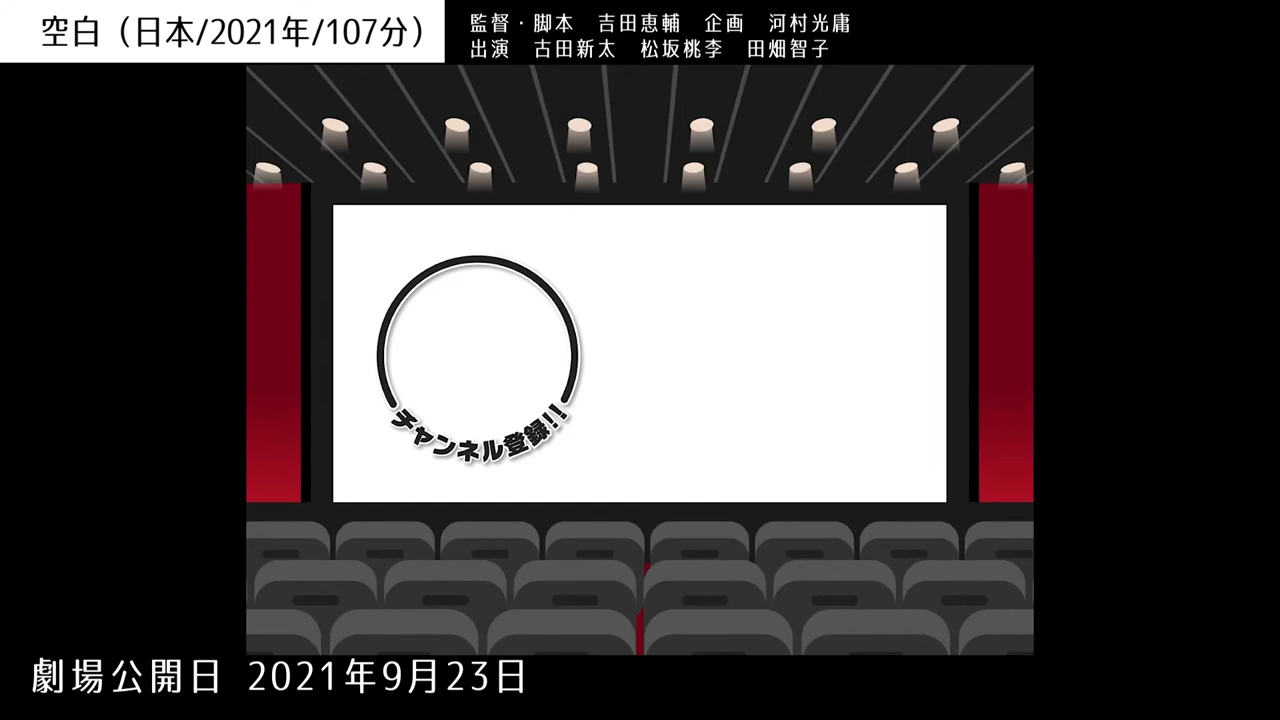 空白（日本/2021年/107分）
監督・脚本　吉田恵輔　企画　河村光庸
出演　古田新太　松坂桃李　田畑智子
チャンネル登録!!
劇場公開日 2021年9月23日